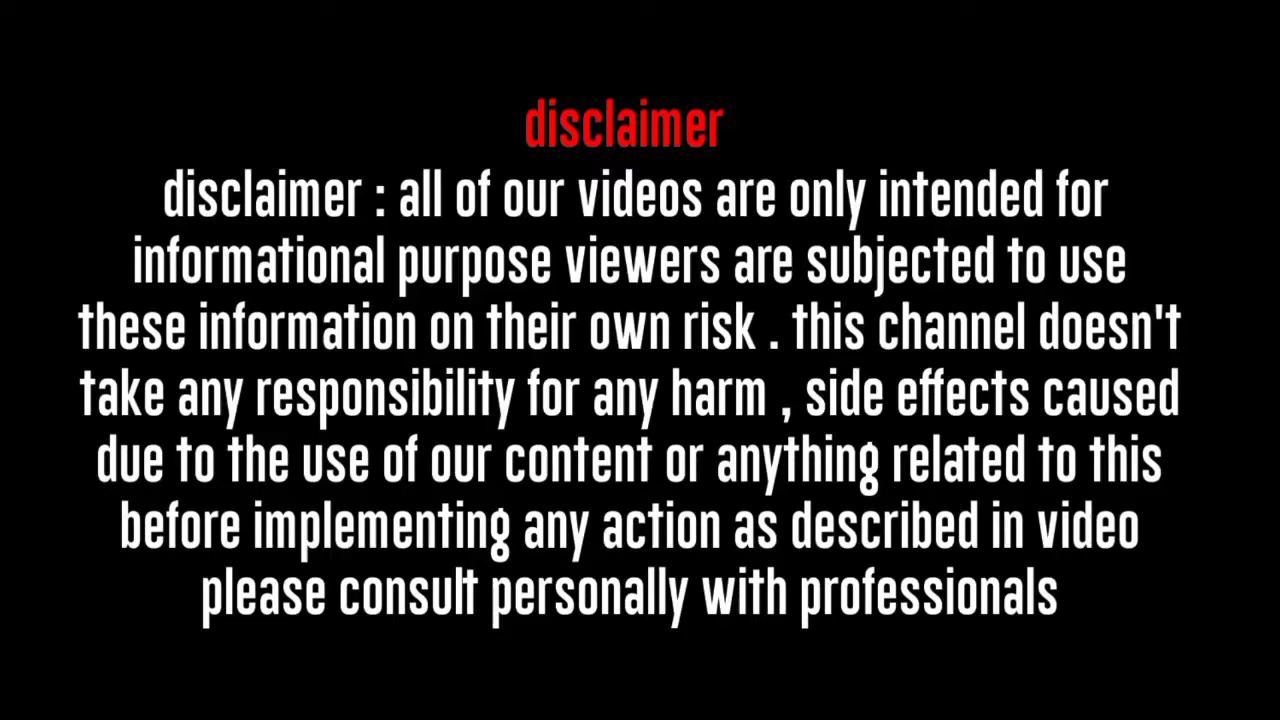 disclaimer
disclaimer : all of our videos are only intended for
informational purpose viewers are subjected to use
these information on their own risk . this channel doesn't
take any responsibility for any harm , side effects caused
due to the use of our content or anything related to this
before implementing any action as described in video
please consult personally with professionals